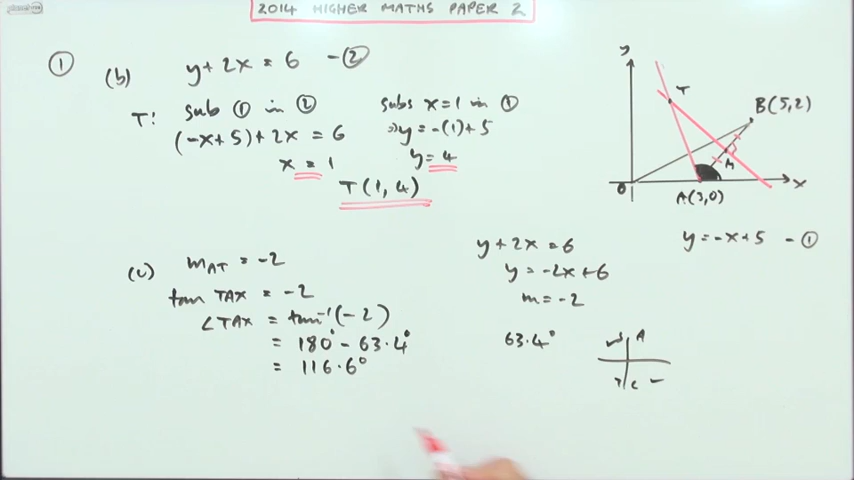 2014 HIGHER MATHS PAPER 2
①
(b) y+2x = 6 -②
T: sub ① in ②
(-x+5)+2x = 6
x = 1
subs x=1 in ①
⇒y = -(1)+5
y = 4
T(1,4)
y
T
B(5,2)
M
O
A(3,0)
x
y=-x+5 -①
(c) mAT = -2
tan TAX = -2
∠TAX = tan⁻¹(-2)
= 180° - 63.4°
= 116.6°
y+2x=6
y=-2x+6
m=-2
63.4°
A
T C